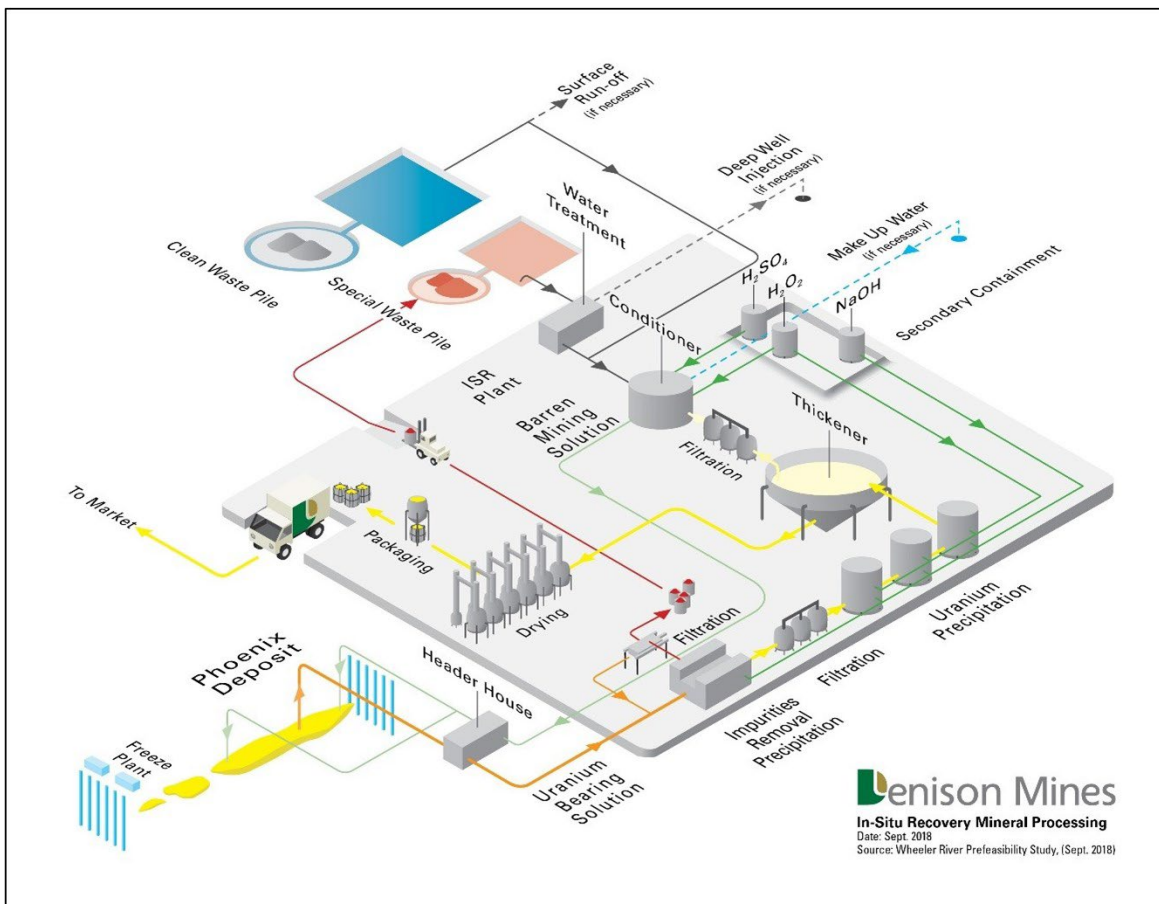 Surface
Run-off
(if necessary)
Deep Well
Injection
(if necessary)
Water
Treatment
Make Up Water
(if necessary)
H₂SO₄
H₂O₂
NaOH
Secondary Containment
Clean Waste Pile
Special Waste Pile
Conditioner
ISR
Plant
Barren
Mining
Solution
Filtration
Thickener
To Market
Packaging
Drying
Filtration
Uranium
Precipitation
Filtration
Impurities
Removal
Precipitation
Phoenix
Deposit
Header
House
Freeze
Plant
Uranium
Bearing
Solution
Denison Mines
In-Situ Recovery Mineral Processing
Date: Sept. 2018
Source: Wheeler River Prefeasibility Study, (Sept. 2018)